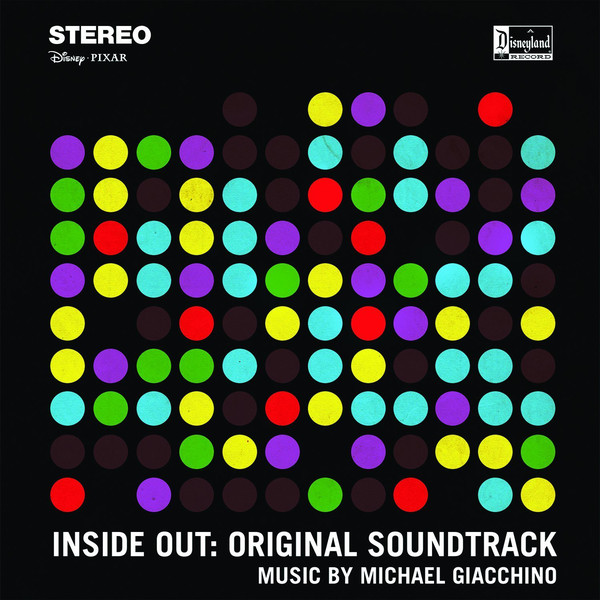 STEREO
Disney · PIXAR
Disneyland
RECORD
INSIDE OUT: ORIGINAL SOUNDTRACK
MUSIC BY MICHAEL GIACCHINO